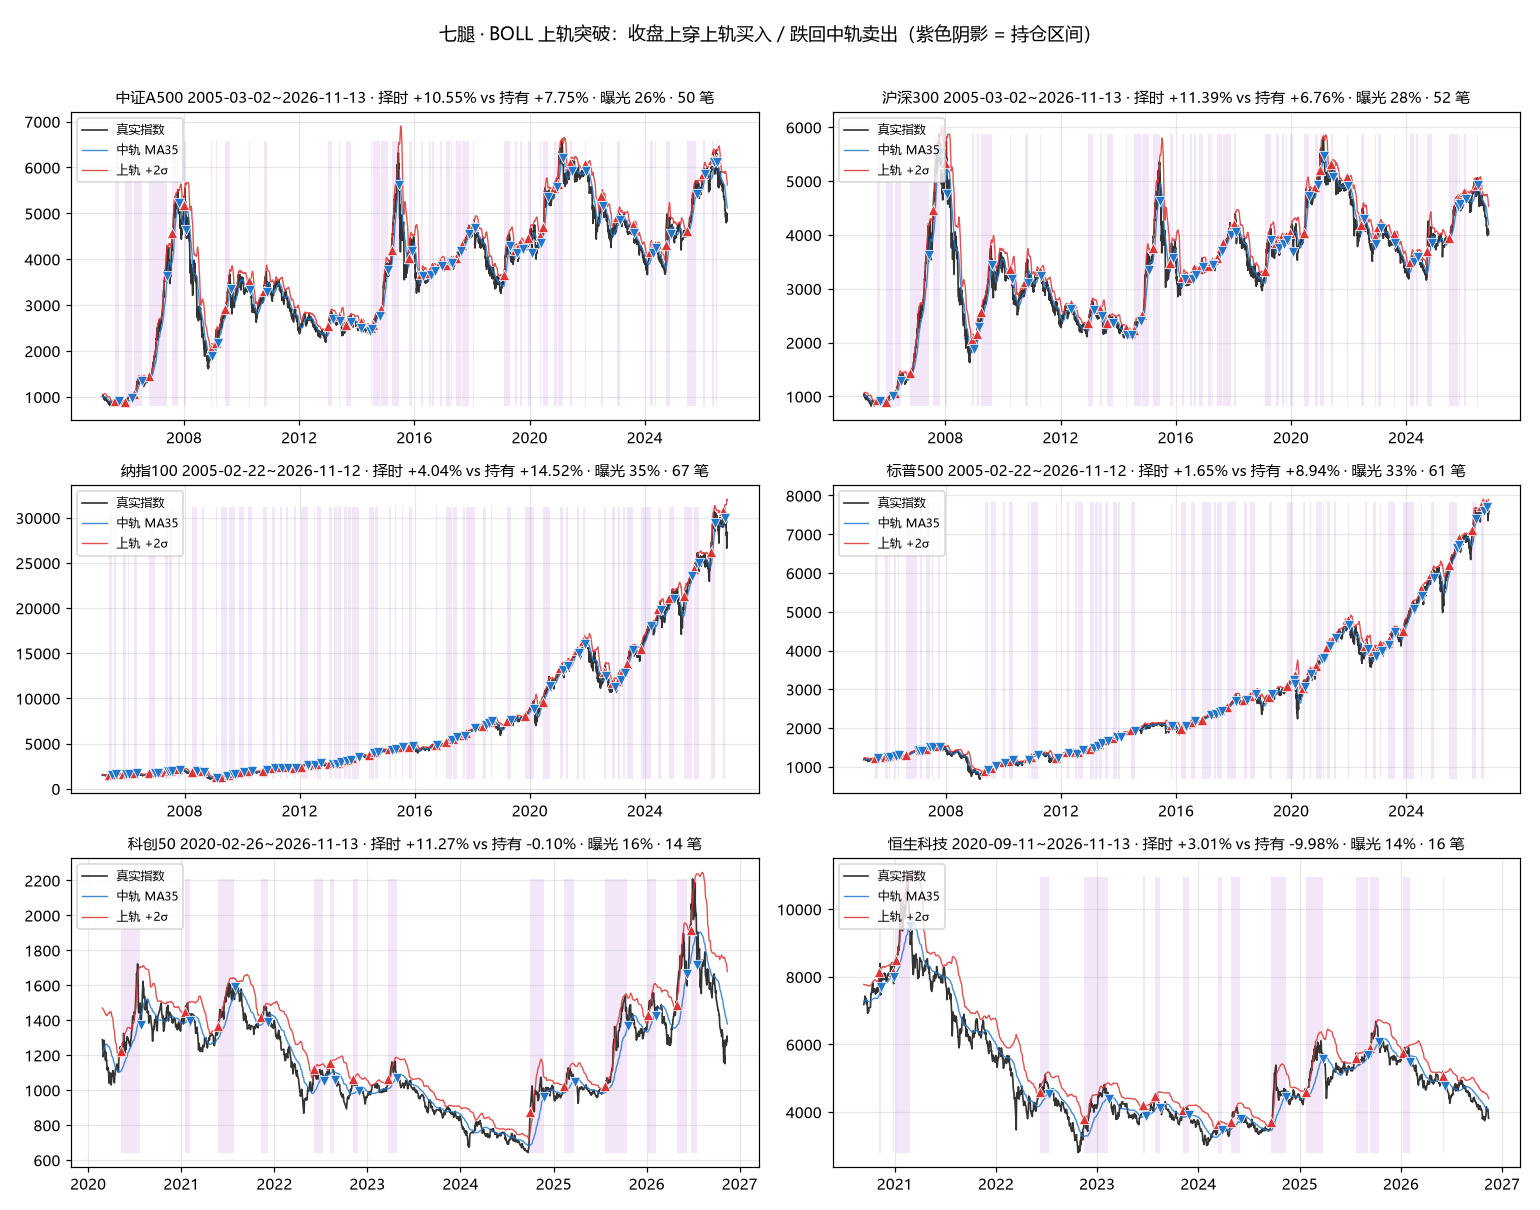 七腿 · BOLL 上轨突破：收盘上穿上轨买入 / 跌回中轨卖出（紫色阴影 = 持仓区间）
中证A500 2005-03-02~2026-11-13 · 择时 +10.55% vs 持有 +7.75% · 曝光 26% · 50 笔
真实指数
中轨 MA35
上轨 +2σ
7000
6000
5000
4000
3000
2000
1000
2008 2012 2016 2020 2024
沪深300 2005-03-02~2026-11-13 · 择时 +11.39% vs 持有 +6.76% · 曝光 28% · 52 笔
真实指数
中轨 MA35
上轨 +2σ
6000
5000
4000
3000
2000
1000
2008 2012 2016 2020 2024
纳指100 2005-02-22~2026-11-12 · 择时 +4.04% vs 持有 +14.52% · 曝光 35% · 67 笔
真实指数
中轨 MA35
上轨 +2σ
30000
25000
20000
15000
10000
5000
0
2008 2012 2016 2020 2024
标普500 2005-02-22~2026-11-12 · 择时 +1.65% vs 持有 +8.94% · 曝光 33% · 61 笔
真实指数
中轨 MA35
上轨 +2σ
8000
7000
6000
5000
4000
3000
2000
1000
2008 2012 2016 2020 2024
科创50 2020-02-26~2026-11-13 · 择时 +11.27% vs 持有 -0.10% · 曝光 16% · 14 笔
真实指数
中轨 MA35
上轨 +2σ
2200
2000
1800
1600
1400
1200
1000
800
600
2020 2021 2022 2023 2024 2025 2026 2027
恒生科技 2020-09-11~2026-11-13 · 择时 +3.01% vs 持有 -9.98% · 曝光 14% · 16 笔
真实指数
中轨 MA35
上轨 +2σ
10000
8000
6000
4000
2021 2022 2023 2024 2025 2026 2027